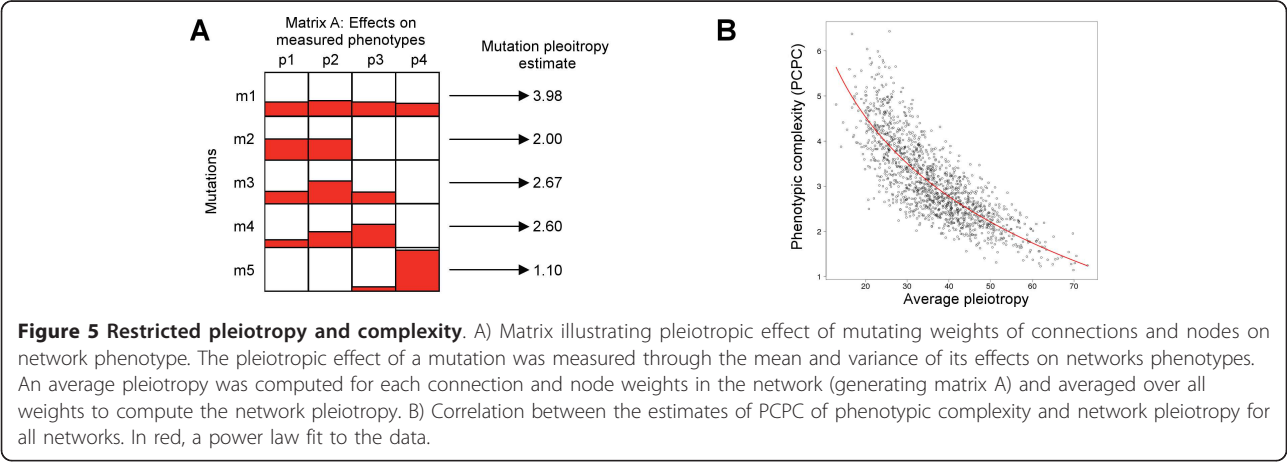 A
Matrix A: Effects on
measured phenotypes
p1 p2 p3 p4
Mutation pleoitropy
estimate
Mutations
m1 3.98
m2 2.00
m3 2.67
m4 2.60
m5 1.10
B
Phenotypic complexity (PCPC)
6
5
4
3
2
1
20 30 40 50 60 70
Average pleiotropy
Figure 5 Restricted pleiotropy and complexity. A) Matrix illustrating pleiotropic effect of mutating weights of connections and nodes on
network phenotype. The pleiotropic effect of a mutation was measured through the mean and variance of its effects on networks phenotypes.
An average pleiotropy was computed for each connection and node weights in the network (generating matrix A) and averaged over all
weights to compute the network pleiotropy. B) Correlation between the estimates of PCPC of phenotypic complexity and network pleiotropy for
all networks. In red, a power law fit to the data.